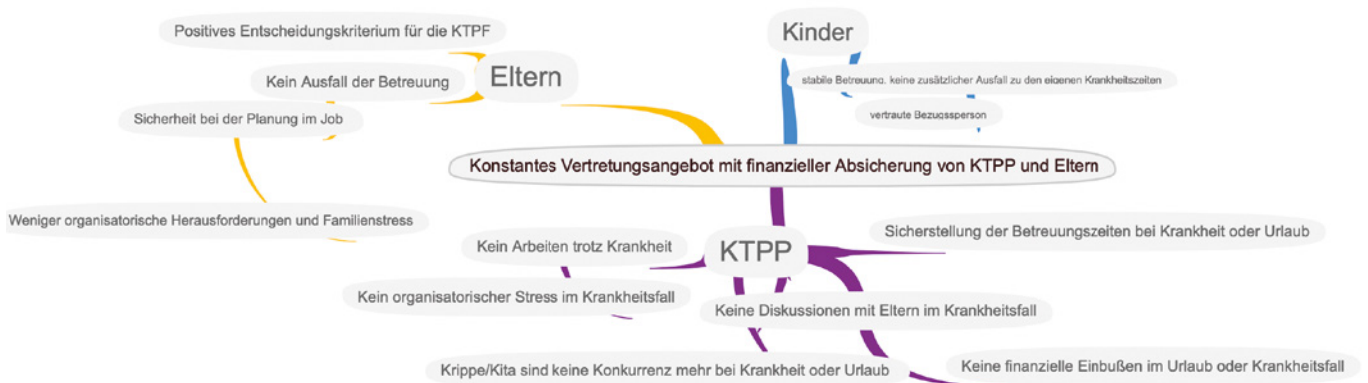 Positives Entscheidungskriterium für die KTPF
Kinder
Eltern
Kein Ausfall der Betreuung
stabile Betreuung, keine zusätzlicher Ausfall zu den eigenen Krankheitszeiten
Sicherheit bei der Planung im Job
vertraute Bezugsperson
Konstantes Vertretungsangebot mit finanzieller Absicherung von KTPP und Eltern
Weniger organisatorische Herausforderungen und Familienstress
Kein Arbeiten trotz Krankheit
KTPP
Sicherstellung der Betreuungszeiten bei Krankheit oder Urlaub
Kein organisatorischer Stress im Krankheitsfall
Keine Diskussionen mit Eltern im Krankheitsfall
Krippe/Kita sind keine Konkurrenz mehr bei Krankheit oder Urlaub
Keine finanzielle Einbußen im Urlaub oder Krankheitsfall